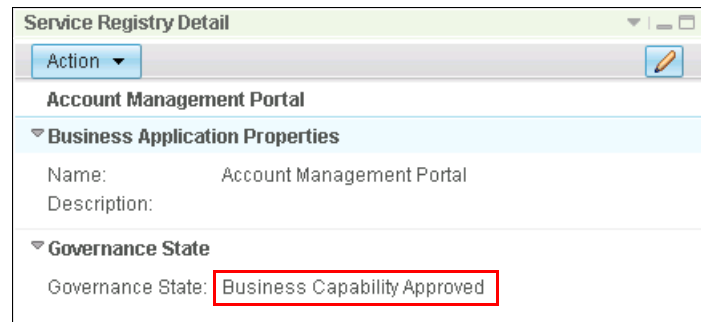 Service Registry Detail
Action
Account Management Portal
Business Application Properties
Name: Account Management Portal
Description:
Governance State
Governance State: Business Capability Approved